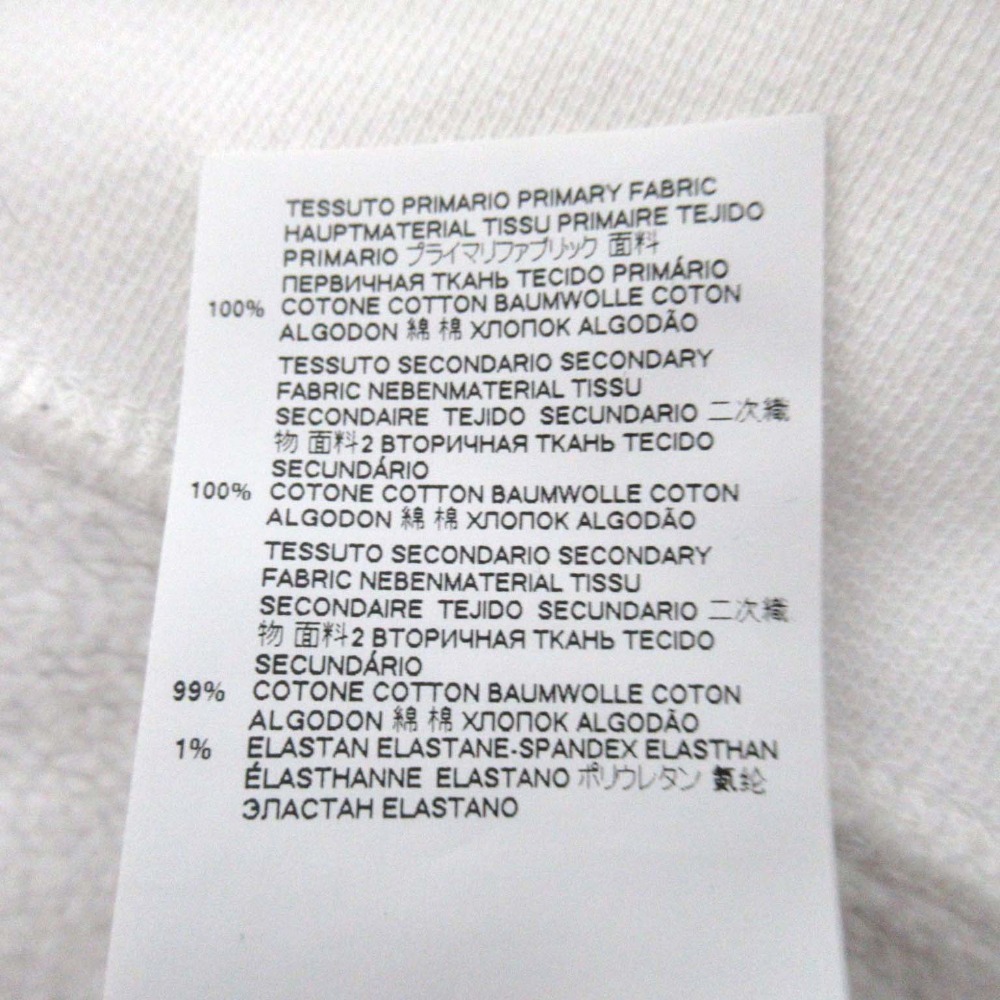 TESSUTO PRIMARIO PRIMARY FABRIC
HAUPTMATERIAL TISSU PRIMAIRE TEJIDO
PRIMARIO プライマリファブリック 面料
ПЕРВИЧНАЯ ТКАНЬ TECIDO PRIMÁRIO
100% COTONE COTTON BAUMWOLLE COTON
ALGODON 綿 棉 ХЛОПОК ALGODÃO
TESSUTO SECONDARIO SECONDARY
FABRIC NEBENMATERIAL TISSU
SECONDAIRE TEJIDO SECUNDARIO 二次織
物 面料2 ВТОРИЧНАЯ ТКАНЬ TECIDO
SECUNDÁRIO
100% COTONE COTTON BAUMWOLLE COTON
ALGODON 綿 棉 ХЛОПОК ALGODÃO
TESSUTO SECONDARIO SECONDARY
FABRIC NEBENMATERIAL TISSU
SECONDAIRE TEJIDO SECUNDARIO 二次織
物 面料2 ВТОРИЧНАЯ ТКАНЬ TECIDO
SECUNDÁRIO
99% COTONE COTTON BAUMWOLLE COTON
ALGODON 綿 棉 ХЛОПОК ALGODÃO
1% ELASTAN ELASTANE-SPANDEX ELASTHAN
ÉLASTHANNE ELASTANO ポリウレタン 氨纶
ЭЛАСТАН ELASTANO